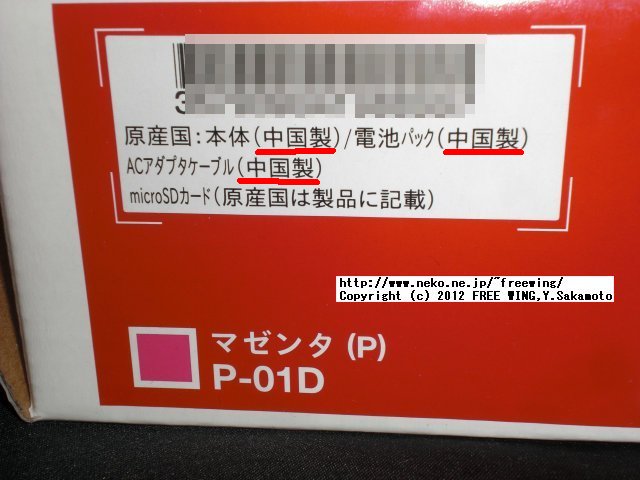 原産国:本体(中国製)/電池パック(中国製)
ACアダプタケーブル(中国製)
microSDカード(原産国は製品に記載)
http://www.neko.ne.jp/~freewing/
Copyright (c) 2012 FREE WING,Y.Sakamoto
マゼンタ(P)
P-01D